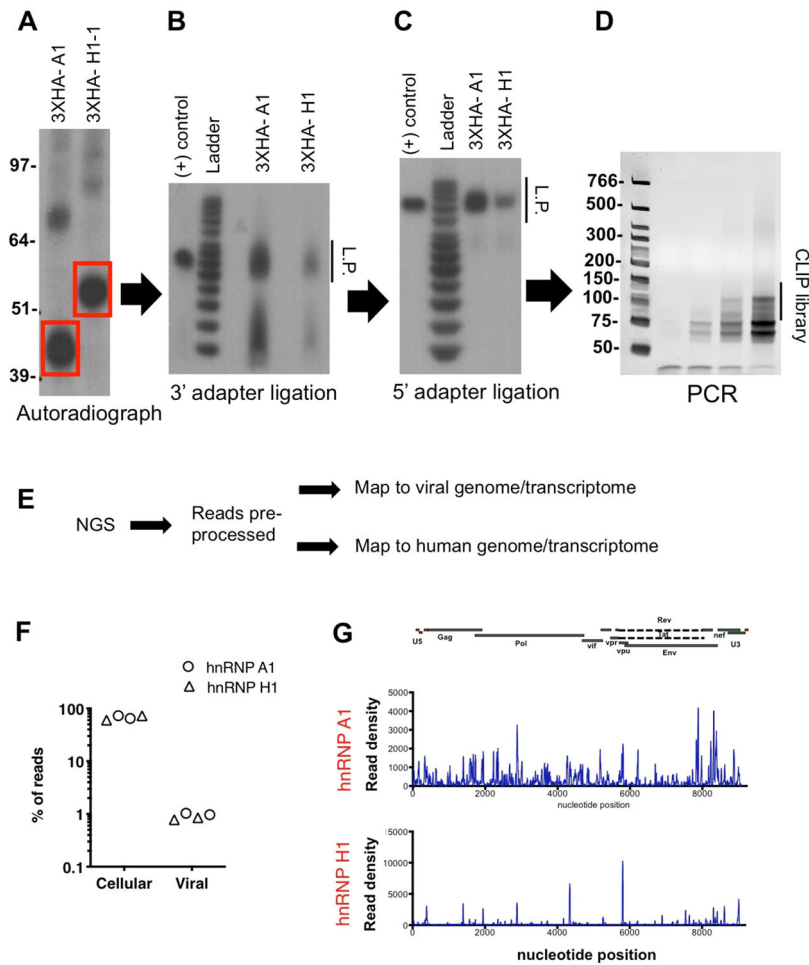 A
3XHA- A1
3XHA- H1-1
97-
64-
51-
39-
Autoradiograph
B
(+) control
Ladder
3XHA- A1
3XHA- H1
L.P.
3’ adapter ligation
C
(+) control
Ladder
3XHA- A1
3XHA- H1
L.P.
5’ adapter ligation
D
766-
500-
300-
200-
150-
100-
75-
50-
CLIP library
PCR
E
NGS
Reads pre-
processed
Map to viral genome/transcriptome
Map to human genome/transcriptome
F
hnRNP A1
hnRNP H1
% of reads
100
10
1
0.1
Cellular
Viral
G
U5
Gag
Pol
vif
vpr
vpu
Rev
Tat
Env
nef
U3
hnRNP A1
Read density
5000
4000
3000
2000
1000
0
0 2000 4000 6000 8000
nucleotide position
hnRNP H1
Read density
15000
10000
5000
0
0 2000 4000 6000 8000
nucleotide position